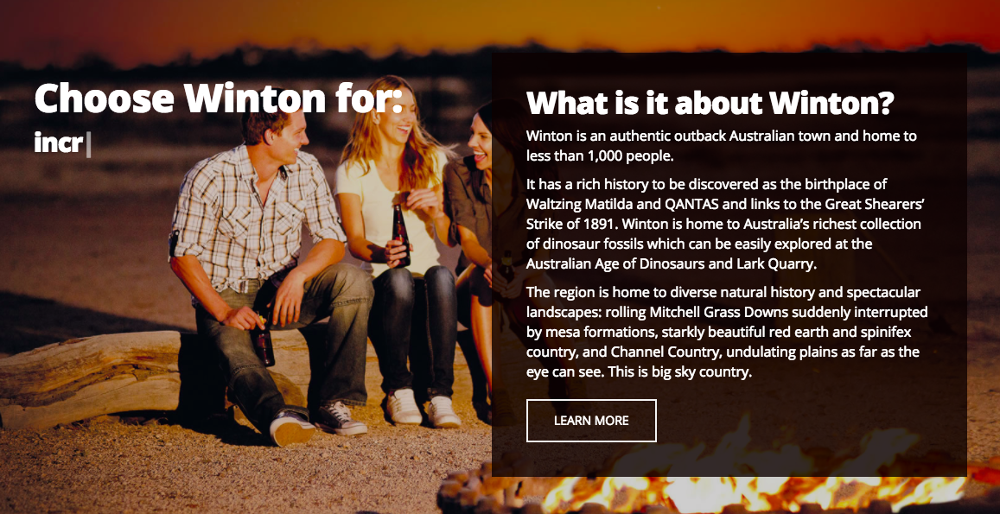 Choose Winton for:
incr
What is it about Winton?
Winton is an authentic outback Australian town and home to
less than 1,000 people.
It has a rich history to be discovered as the birthplace of
Waltzing Matilda and QANTAS and links to the Great Shearers’
Strike of 1891. Winton is home to Australia’s richest collection
of dinosaur fossils which can be easily explored at the
Australian Age of Dinosaurs and Lark Quarry.
The region is home to diverse natural history and spectacular
landscapes: rolling Mitchell Grass Downs suddenly interrupted
by mesa formations, starkly beautiful red earth and spinifex
country, and Channel Country, undulating plains as far as the
eye can see. This is big sky country.
LEARN MORE